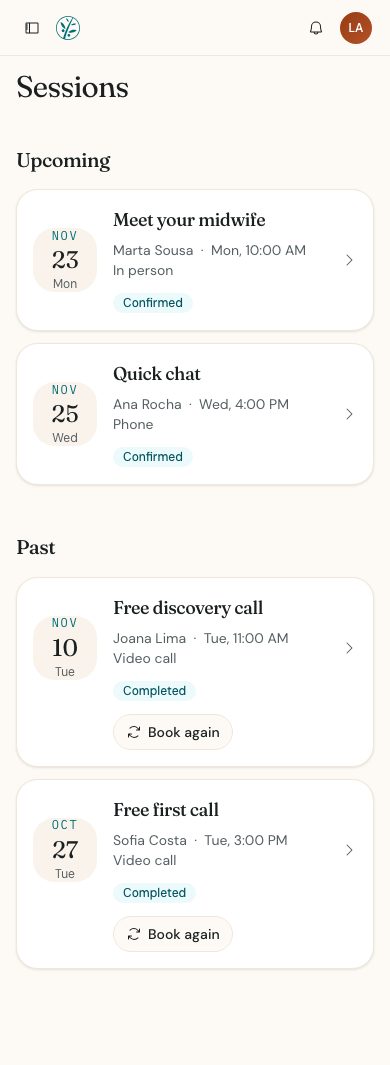 LA
Sessions
Upcoming
NOV
23
Mon
Meet your midwife
Marta Sousa · Mon, 10:00 AM
In person
Confirmed
NOV
25
Wed
Quick chat
Ana Rocha · Wed, 4:00 PM
Phone
Confirmed
Past
NOV
10
Tue
Free discovery call
Joana Lima · Tue, 11:00 AM
Video call
Completed
Book again
OCT
27
Tue
Free first call
Sofia Costa · Tue, 3:00 PM
Video call
Completed
Book again